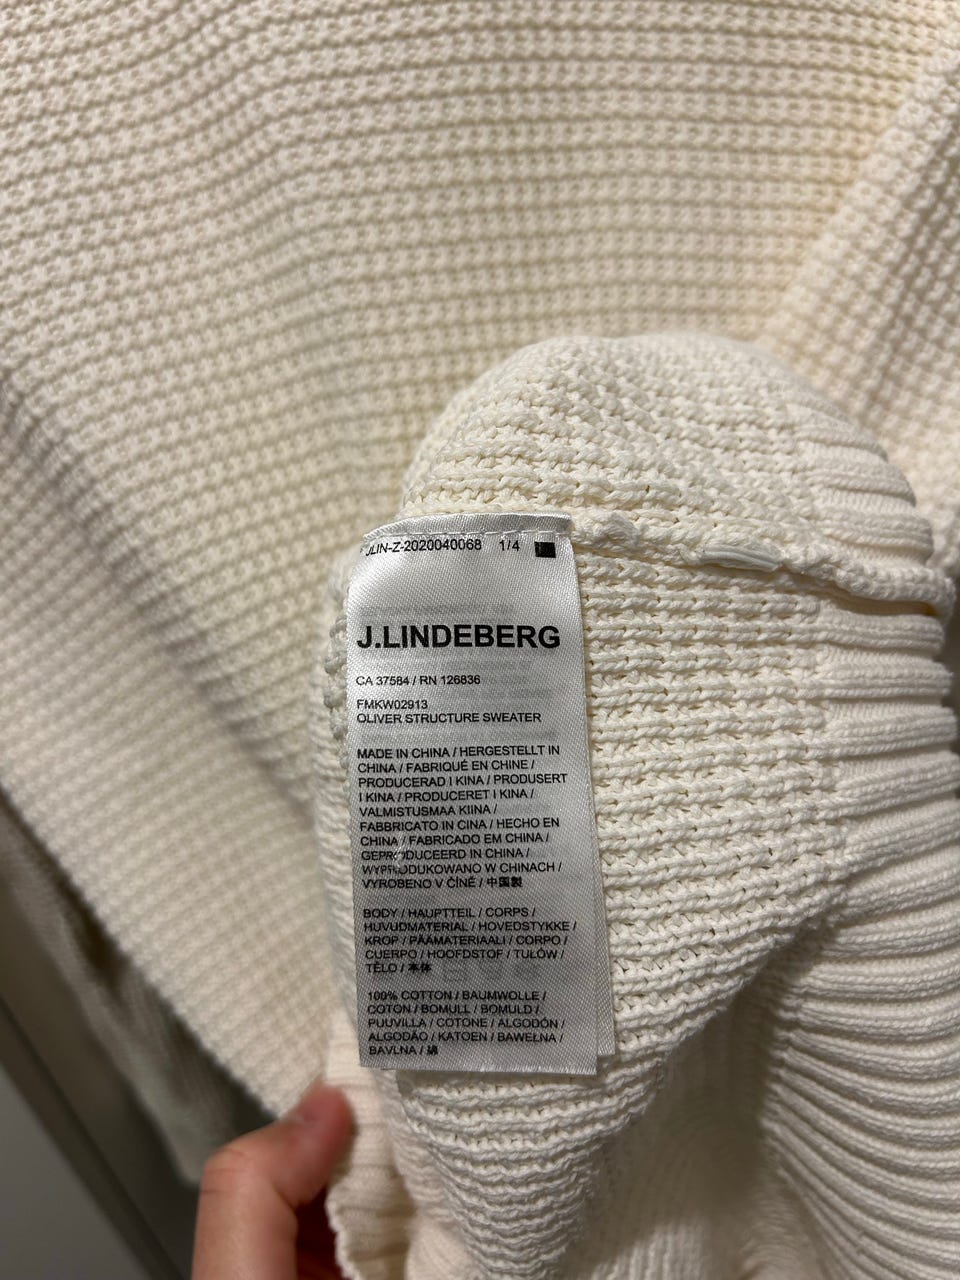 JLIN-Z-2020040068 1/4
J.LINDEBERG
CA 37584 / RN 126836
FMKW02913
OLIVER STRUCTURE SWEATER
MADE IN CHINA / HERGESTELLT IN
CHINA / FABRIQUÉ EN CHINE /
PRODUCERAD I KINA / PRODUSERT
I KINA / PRODUCERET I KINA /
VALMISTUSMAA KIINA /
FABBRICATO IN CINA / HECHO EN
CHINA / FABRICADO EM CHINA /
GEPRODUCEERD IN CHINA /
WYPRODUKOWANO W CHINACH /
VYROBENO V ČÍNĚ / 中国製
BODY / HAUPTTEIL / CORPS /
HUVUDMATERIAL / HOVEDSTYKKE /
KROP / PÄÄMATERIAALI / CORPO /
CUERPO / HOOFDSTOF / TUŁÓW /
TĚLO / 本体
100% COTTON / BAUMWOLLE /
COTON / BOMULL / BOMULD /
PUUVILLA / COTONE / ALGODÓN /
ALGODÃO / KATOEN / BAWEŁNA /
BAVLNA / 綿